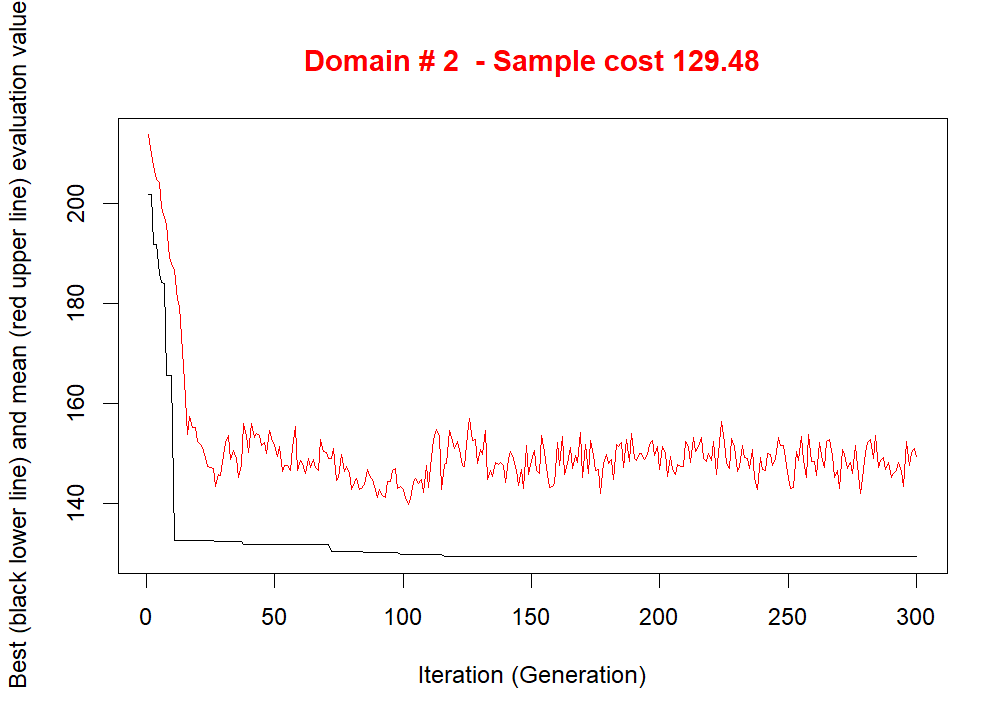 Domain # 2  - Sample cost 129.48
Best (black lower line) and mean (red upper line) evaluation value
200
180
160
140
0 50 100 150 200 250 300
Iteration (Generation)